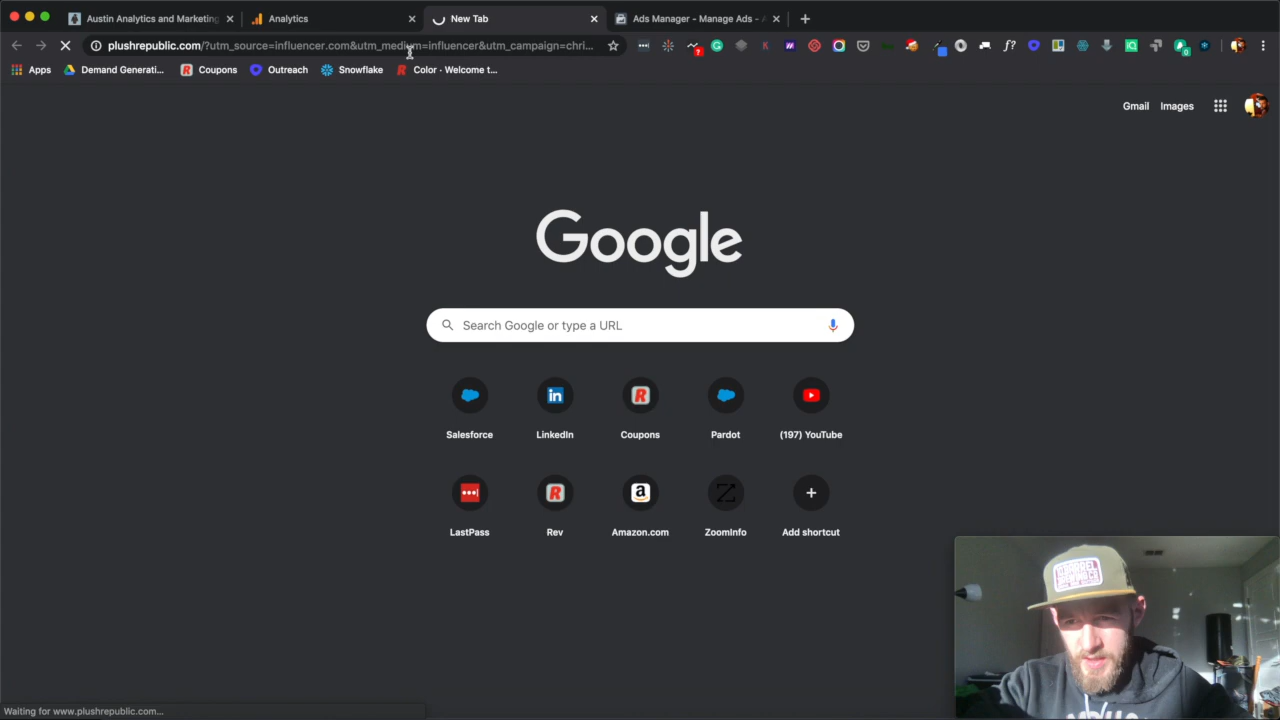 Austin Analytics and Marketing
Analytics
New Tab
Ads Manager - Manage Ads - A
plushrepublic.com/?utm_source=influencer.com&utm_medium=influencer&utm_campaign=chri...
Apps
Demand Generati...
Coupons
Outreach
Snowflake
Color - Welcome t...
Gmail
Images
Google
Search Google or type a URL
Salesforce
LinkedIn
Coupons
Pardot
(197) YouTube
LastPass
Rev
Amazon.com
ZoomInfo
Add shortcut
Waiting for www.plushrepublic.com...